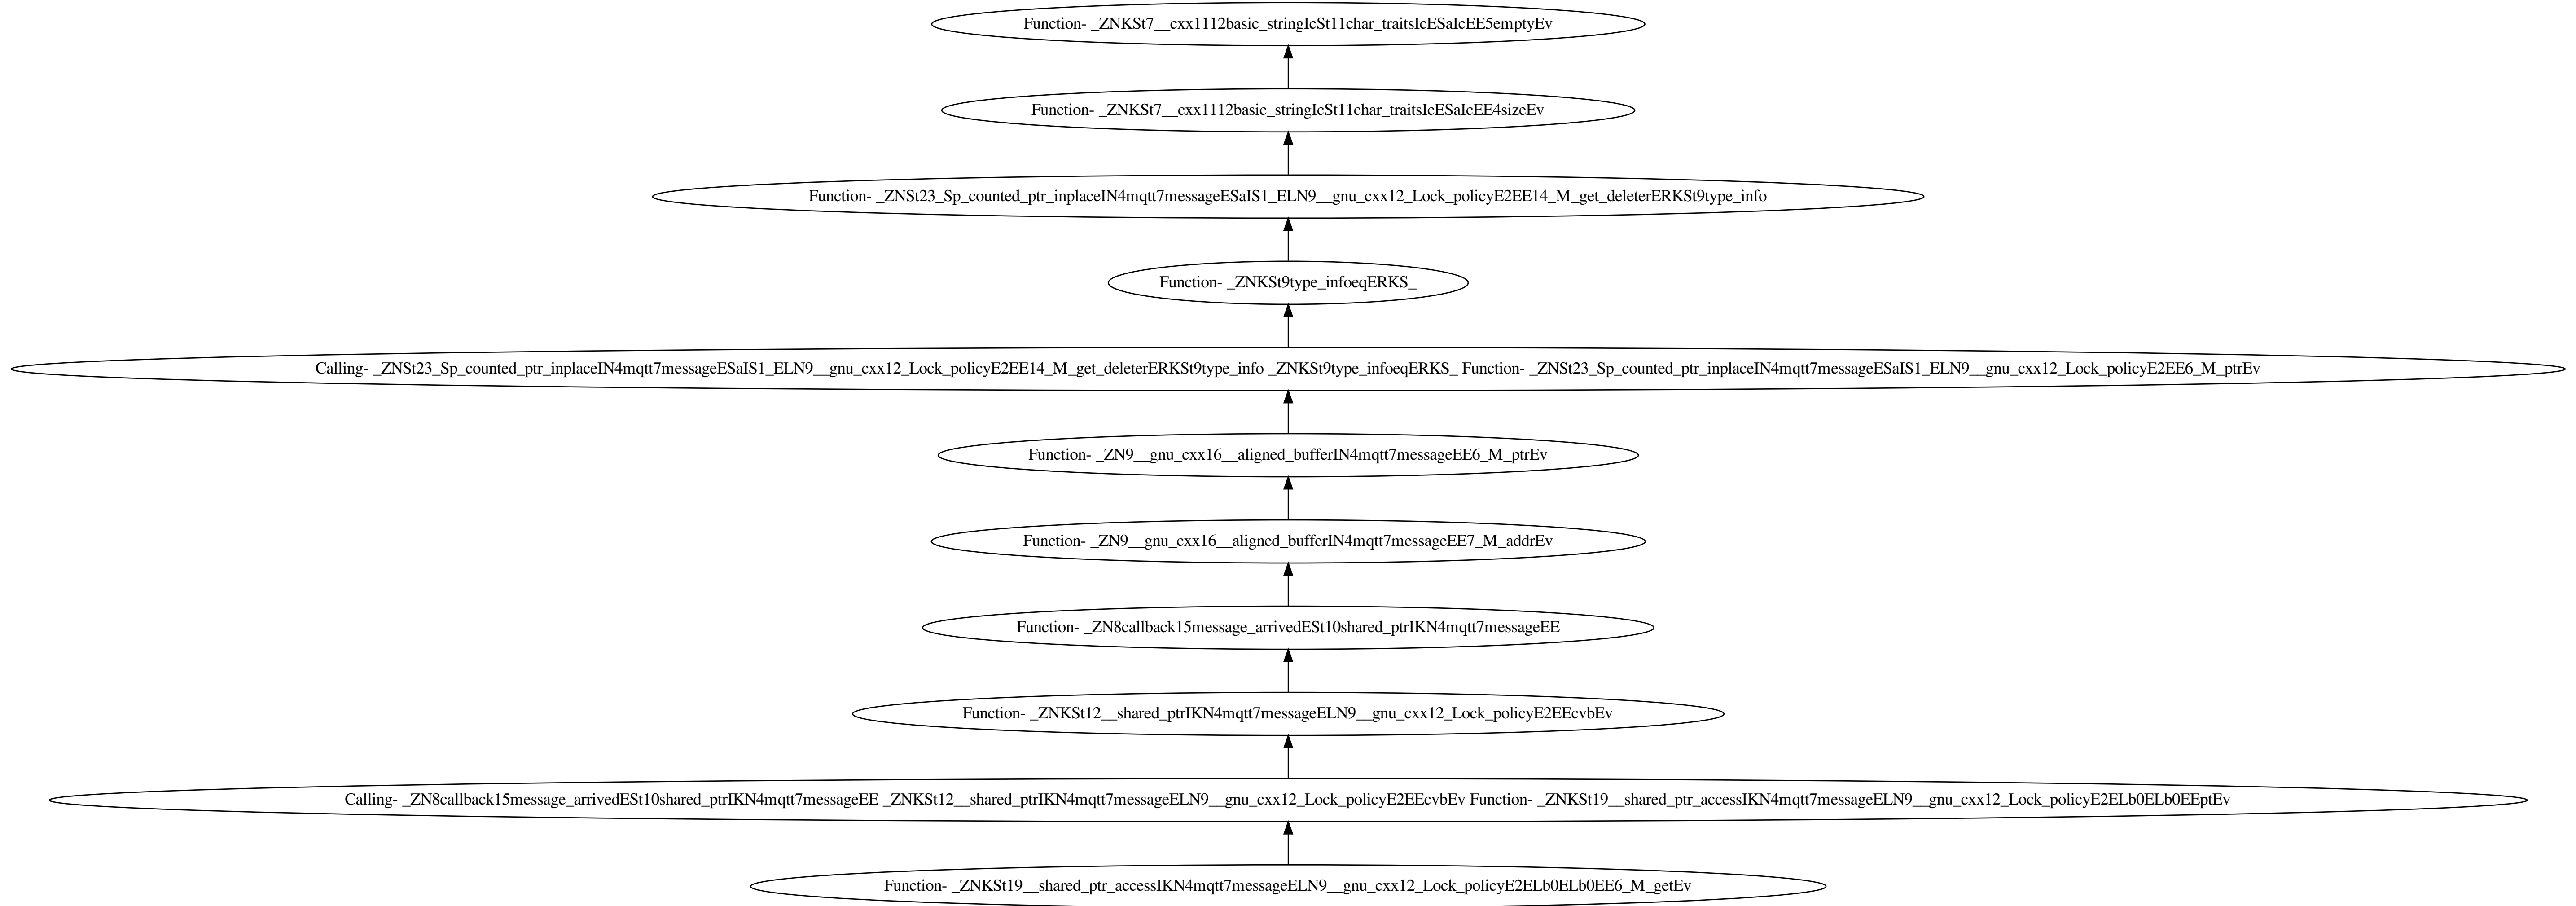 Function- _ZNKSt7__cxx1112basic_stringIcSt11char_traitsIcESaIcEE5emptyEv
Function- _ZNKSt7__cxx1112basic_stringIcSt11char_traitsIcESaIcEE4sizeEv
Function- _ZNSt23_Sp_counted_ptr_inplaceIN4mqtt7messageESaIS1_ELN9__gnu_cxx12_Lock_policyE2EE14_M_get_deleterERKSt9type_info
Function- _ZNKSt9type_infoeqERKS_
Calling- _ZNSt23_Sp_counted_ptr_inplaceIN4mqtt7messageESaIS1_ELN9__gnu_cxx12_Lock_policyE2EE14_M_get_deleterERKSt9type_info _ZNKSt9type_infoeqERKS_ Function- _ZNSt23_Sp_counted_ptr_inplaceIN4mqtt7messageESaIS1_ELN9__gnu_cxx12_Lock_policyE2EE6_M_ptrEv
Function- _ZN9__gnu_cxx16__aligned_bufferIN4mqtt7messageEE6_M_ptrEv
Function- _ZN9__gnu_cxx16__aligned_bufferIN4mqtt7messageEE7_M_addrEv
Function- _ZN8callback15message_arrivedESt10shared_ptrIKN4mqtt7messageEE
Function- _ZNKSt12__shared_ptrIKN4mqtt7messageELN9__gnu_cxx12_Lock_policyE2EEcvbEv
Calling- _ZN8callback15message_arrivedESt10shared_ptrIKN4mqtt7messageEE _ZNKSt12__shared_ptrIKN4mqtt7messageELN9__gnu_cxx12_Lock_policyE2EEcvbEv Function- _ZNKSt19__shared_ptr_accessIKN4mqtt7messageELN9__gnu_cxx12_Lock_policyE2ELb0ELb0EEptEv
Function- _ZNKSt19__shared_ptr_accessIKN4mqtt7messageELN9__gnu_cxx12_Lock_policyE2ELb0ELb0EE6_M_getEv